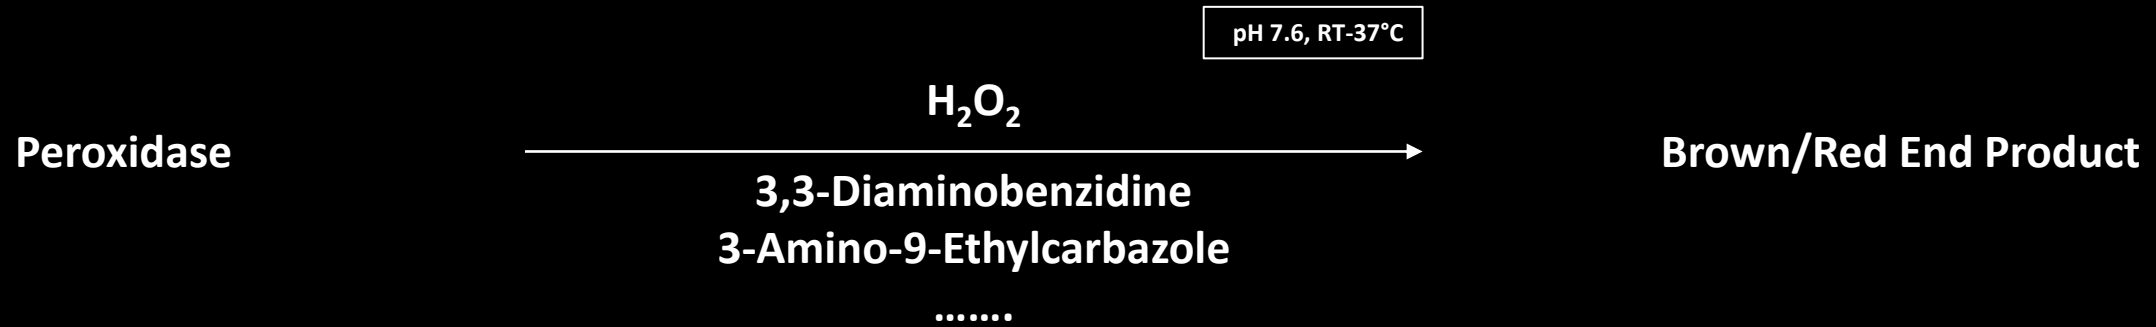 pH 7.6, RT-37°C
H₂O₂
Peroxidase
Brown/Red End Product
3,3-Diaminobenzidine
3-Amino-9-Ethylcarbazole
.......